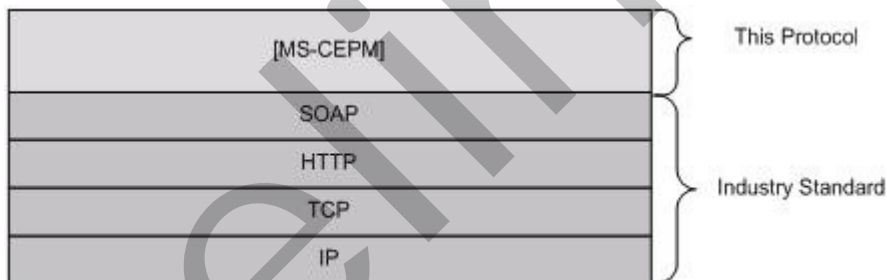 [MS-CEPM]
This Protocol
SOAP
HTTP
TCP
Industry Standard
IP